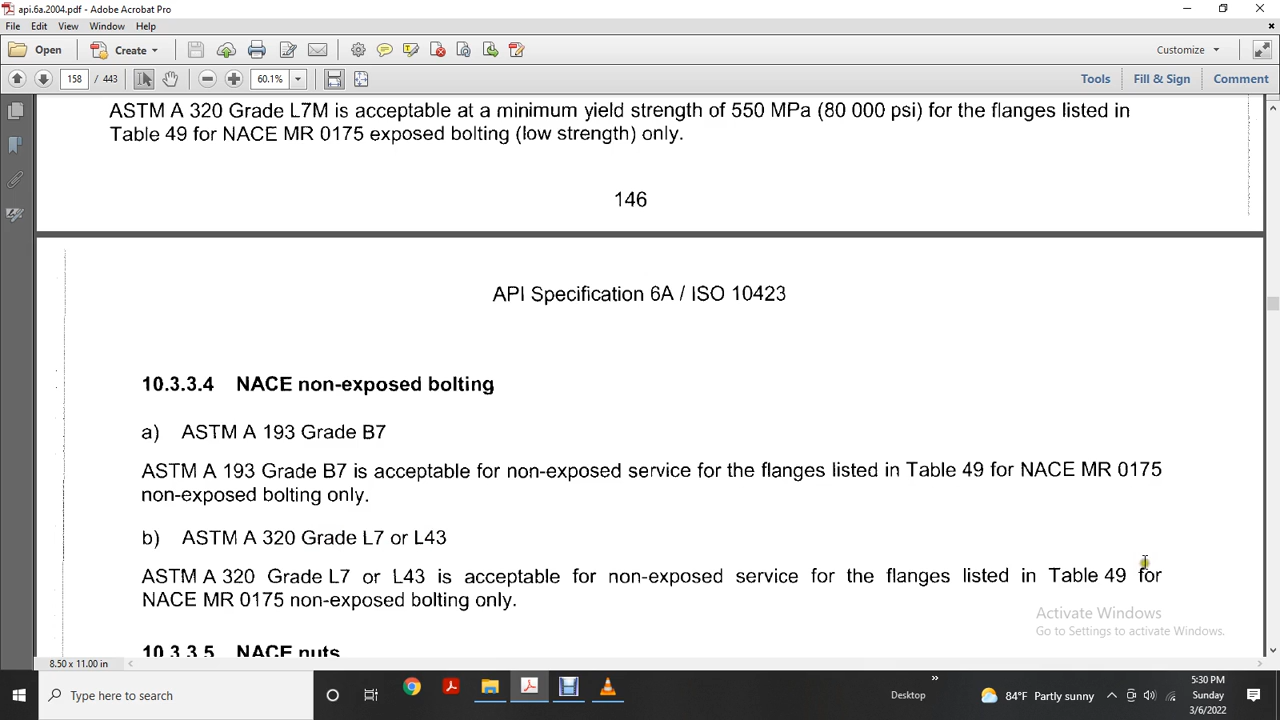 api.6a.2004.pdf - Adobe Acrobat Pro
File Edit View Window Help
Open Create Customize
158 / 443 60.1% Tools Fill & Sign Comment
ASTM A 320 Grade L7M is acceptable at a minimum yield strength of 550 MPa (80 000 psi) for the flanges listed in
Table 49 for NACE MR 0175 exposed bolting (low strength) only.
146
API Specification 6A / ISO 10423
10.3.3.4 NACE non-exposed bolting
a) ASTM A 193 Grade B7
ASTM A 193 Grade B7 is acceptable for non-exposed service for the flanges listed in Table 49 for NACE MR 0175
non-exposed bolting only.
b) ASTM A 320 Grade L7 or L43
ASTM A 320 Grade L7 or L43 is acceptable for non-exposed service for the flanges listed in Table 49 for
NACE MR 0175 non-exposed bolting only.
Activate Windows
Go to Settings to activate Windows.
10.3.3.5 NACE nuts
8.50 x 11.00 in
Type here to search
Desktop
84°F Partly sunny
5:30 PM
Sunday
3/6/2022